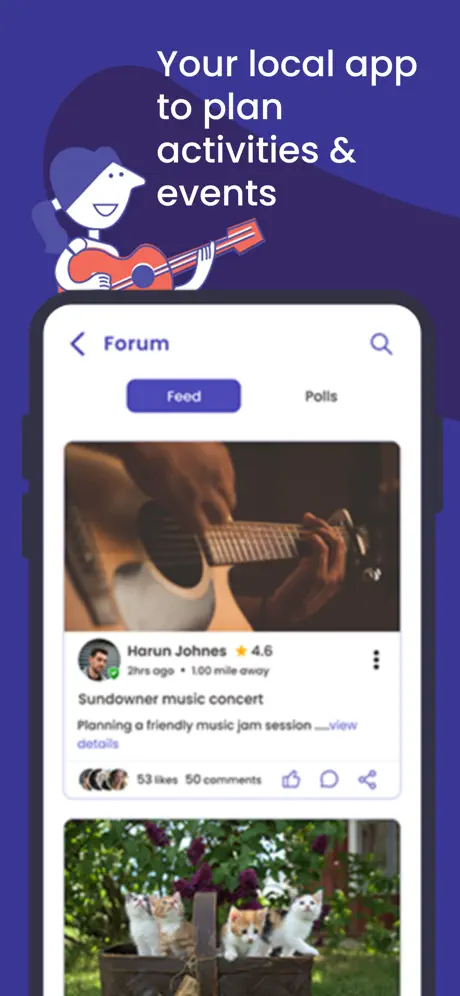 Your local app
to plan
activities &
events
Forum
Feed
Polls
Harun Johnes 4.6
2hrs ago • 1.00 mile away
Sundowner music concert
Planning a friendly music jam session .....view
details
53 likes 50 comments